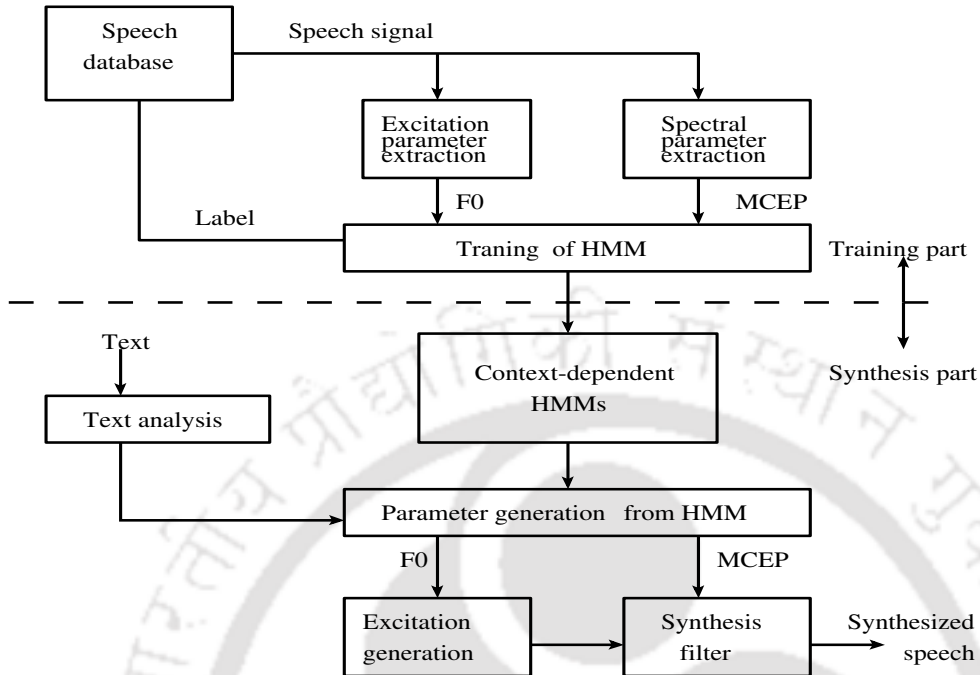 Speech
database
Speech signal
Excitation
parameter
extraction
Spectral
parameter
extraction
F0
MCEP
Label
Traning of HMM
Training part
Text
Context-dependent
HMMs
Synthesis part
Text analysis
Parameter generation from HMM
F0
MCEP
Excitation
generation
Synthesis
filter
Synthesized
speech
भारतीय प्रौद्योगिकी संस्थान